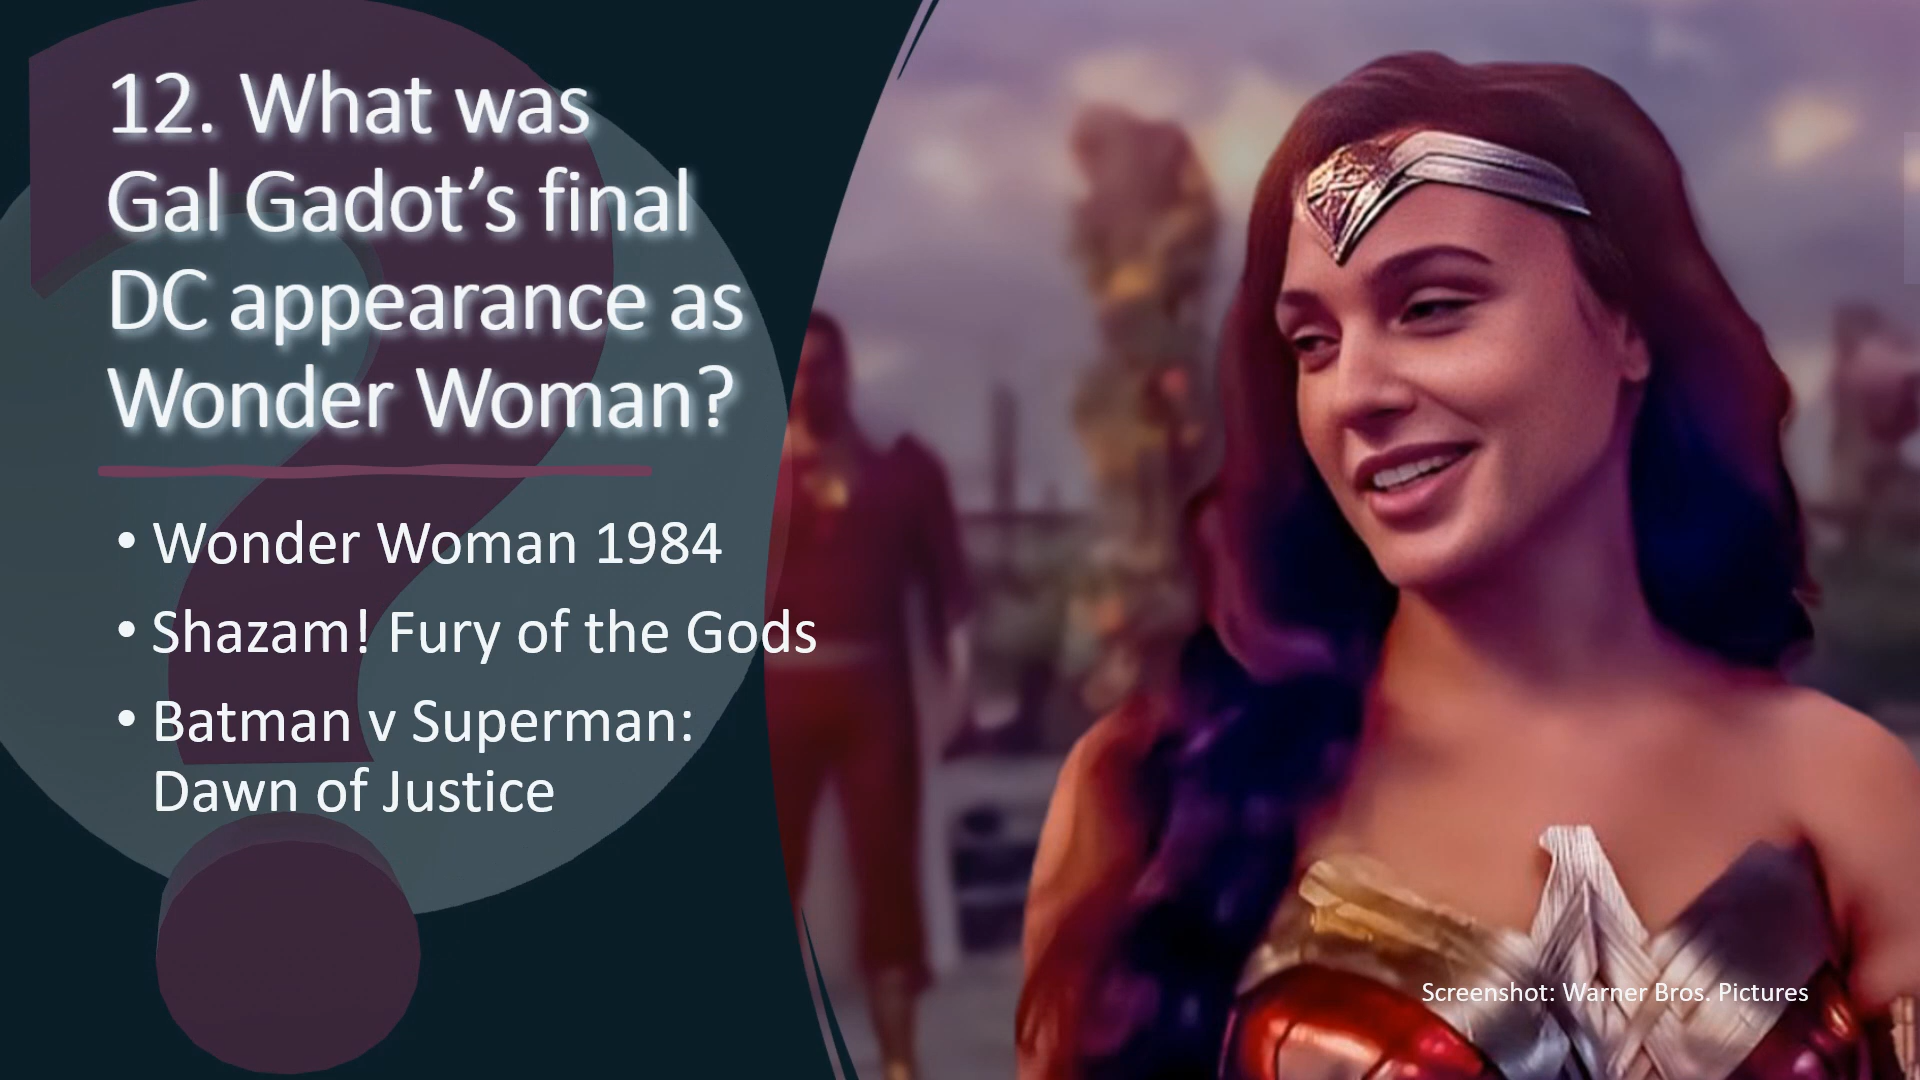 12. What was
Gal Gadot’s final
DC appearance as
Wonder Woman?
• Wonder Woman 1984
• Shazam! Fury of the Gods
• Batman v Superman:
Dawn of Justice
Screenshot: Warner Bros. Pictures